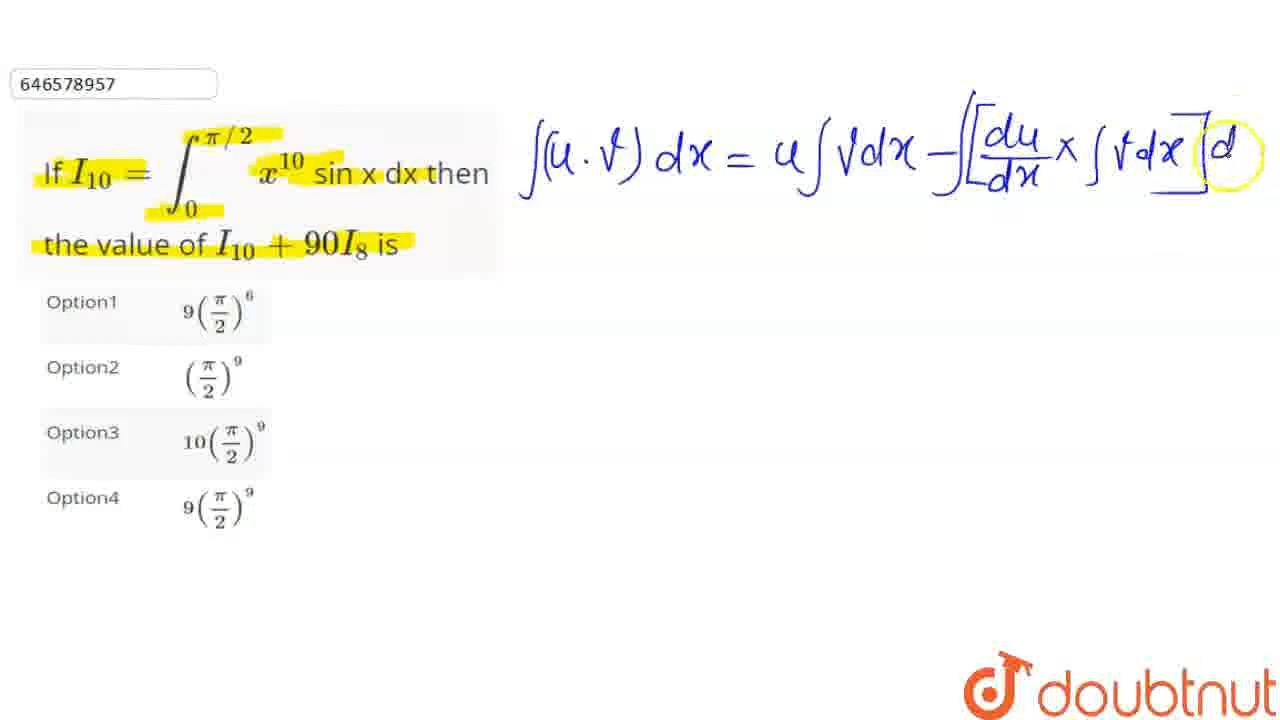 646578957
If I₁₀ = ∫₀^{π/2} x¹⁰ sin x dx then
the value of I₁₀ + 90I₈ is
∫(u . v) dx = u∫v dx − ∫[du/dx × ∫v dx] d
Option1 9(π/2)⁶
Option2 (π/2)⁹
Option3 10(π/2)⁹
Option4 9(π/2)⁹
doubtnut